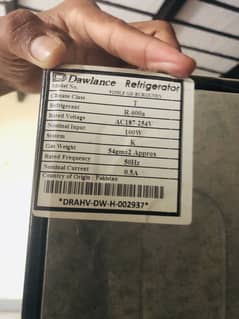 Dawlance Refrigerator
Model No.
Climate Class T
Refrigerant R.600a
Rated Voltage AC187-254V
Nominal Input 100W
System K
Gas Weight 54gm±2 Approx
Rated Frequency 50Hz
Nominal Current 0.5A
Country of Origin : Pakistan
*DRAHV-DW-H-002937*